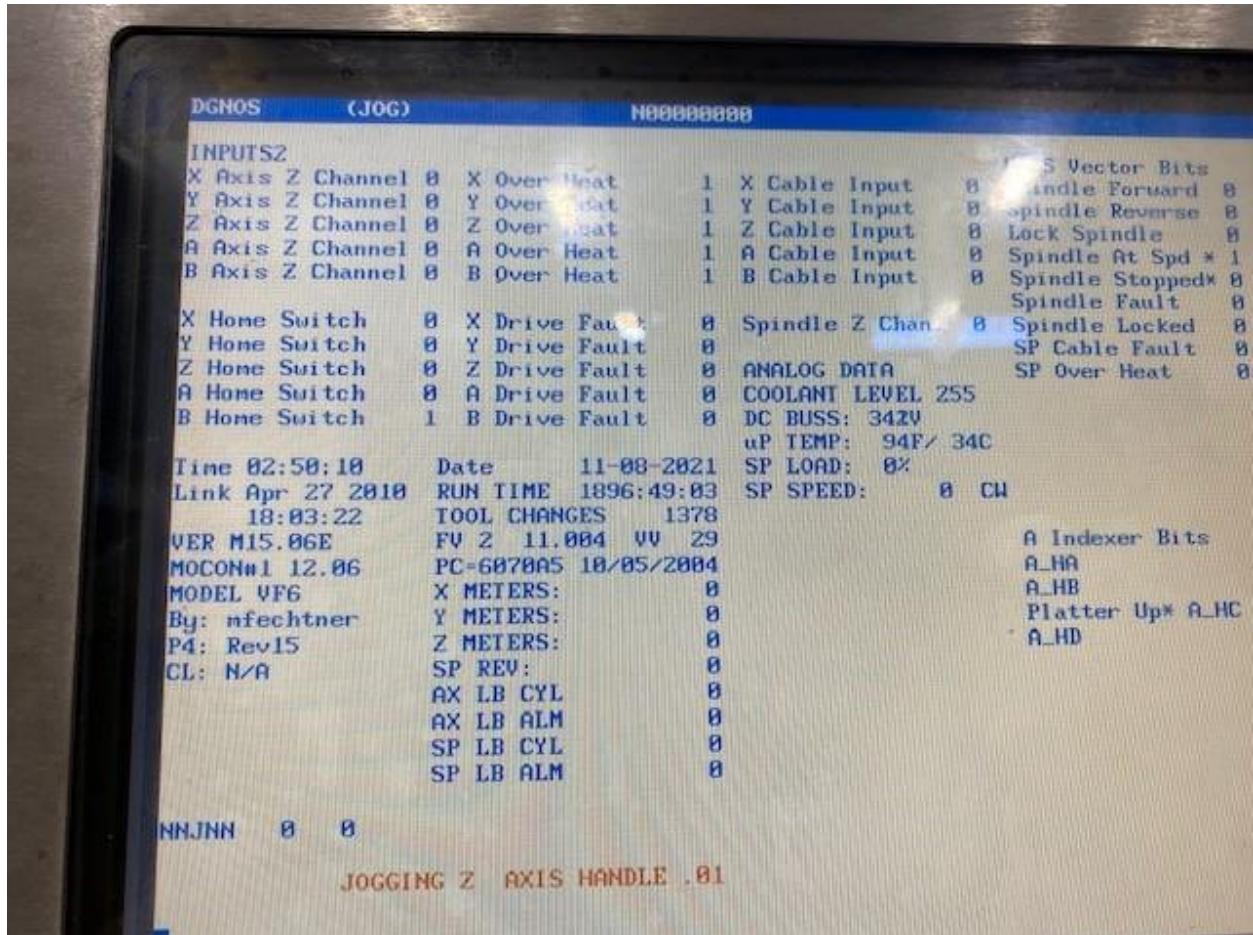 DGNOS (JOG) N00000000
INPUTS2
S Vector Bits
X Axis Z Channel 0 X Over Heat 1 X Cable Input 0 Spindle Forward 0
Y Axis Z Channel 0 Y Over Heat 1 Y Cable Input 0 Spindle Reverse 0
Z Axis Z Channel 0 Z Over Heat 1 Z Cable Input 0 Lock Spindle 0
A Axis Z Channel 0 A Over Heat 1 A Cable Input 0 Spindle At Spd * 1
B Axis Z Channel 0 B Over Heat 1 B Cable Input 0 Spindle Stopped* 0
Spindle Fault 0
X Home Switch 0 X Drive Fault 0 Spindle Z Chan. 0 Spindle Locked 0
Y Home Switch 0 Y Drive Fault 0 SP Cable Fault 0
Z Home Switch 0 Z Drive Fault 0 ANALOG DATA SP Over Heat 0
A Home Switch 0 A Drive Fault 0 COOLANT LEVEL 255
B Home Switch 1 B Drive Fault 0 DC BUSS: 342V
uP TEMP: 94F/ 34C
Time 02:50:10 Date 11-08-2021 SP LOAD: 0%
Link Apr 27 2010 RUN TIME 1896:49:03 SP SPEED: 0 CW
18:03:22 TOOL CHANGES 1378
VER M15.06E FV 2 11.004 VV 29 A Indexer Bits
MOCON#1 12.06 PC=6070A5 10/05/2004 A_HA
MODEL VF6 X METERS: 0 A_HB
By: mfechtner Y METERS: 0 Platter Up* A_HC
P4: Rev15 Z METERS: 0 A_HD
CL: N/A SP REV: 0
AX LB CYL 0
AX LB ALM 0
SP LB CYL 0
SP LB ALM 0
NNJNN 0 0
JOGGING Z AXIS HANDLE .01